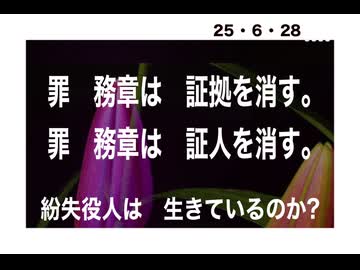 25・6・28
罪　務章は　証拠を消す。
罪　務章は　証人を消す。
紛失役人は　生きているのか?